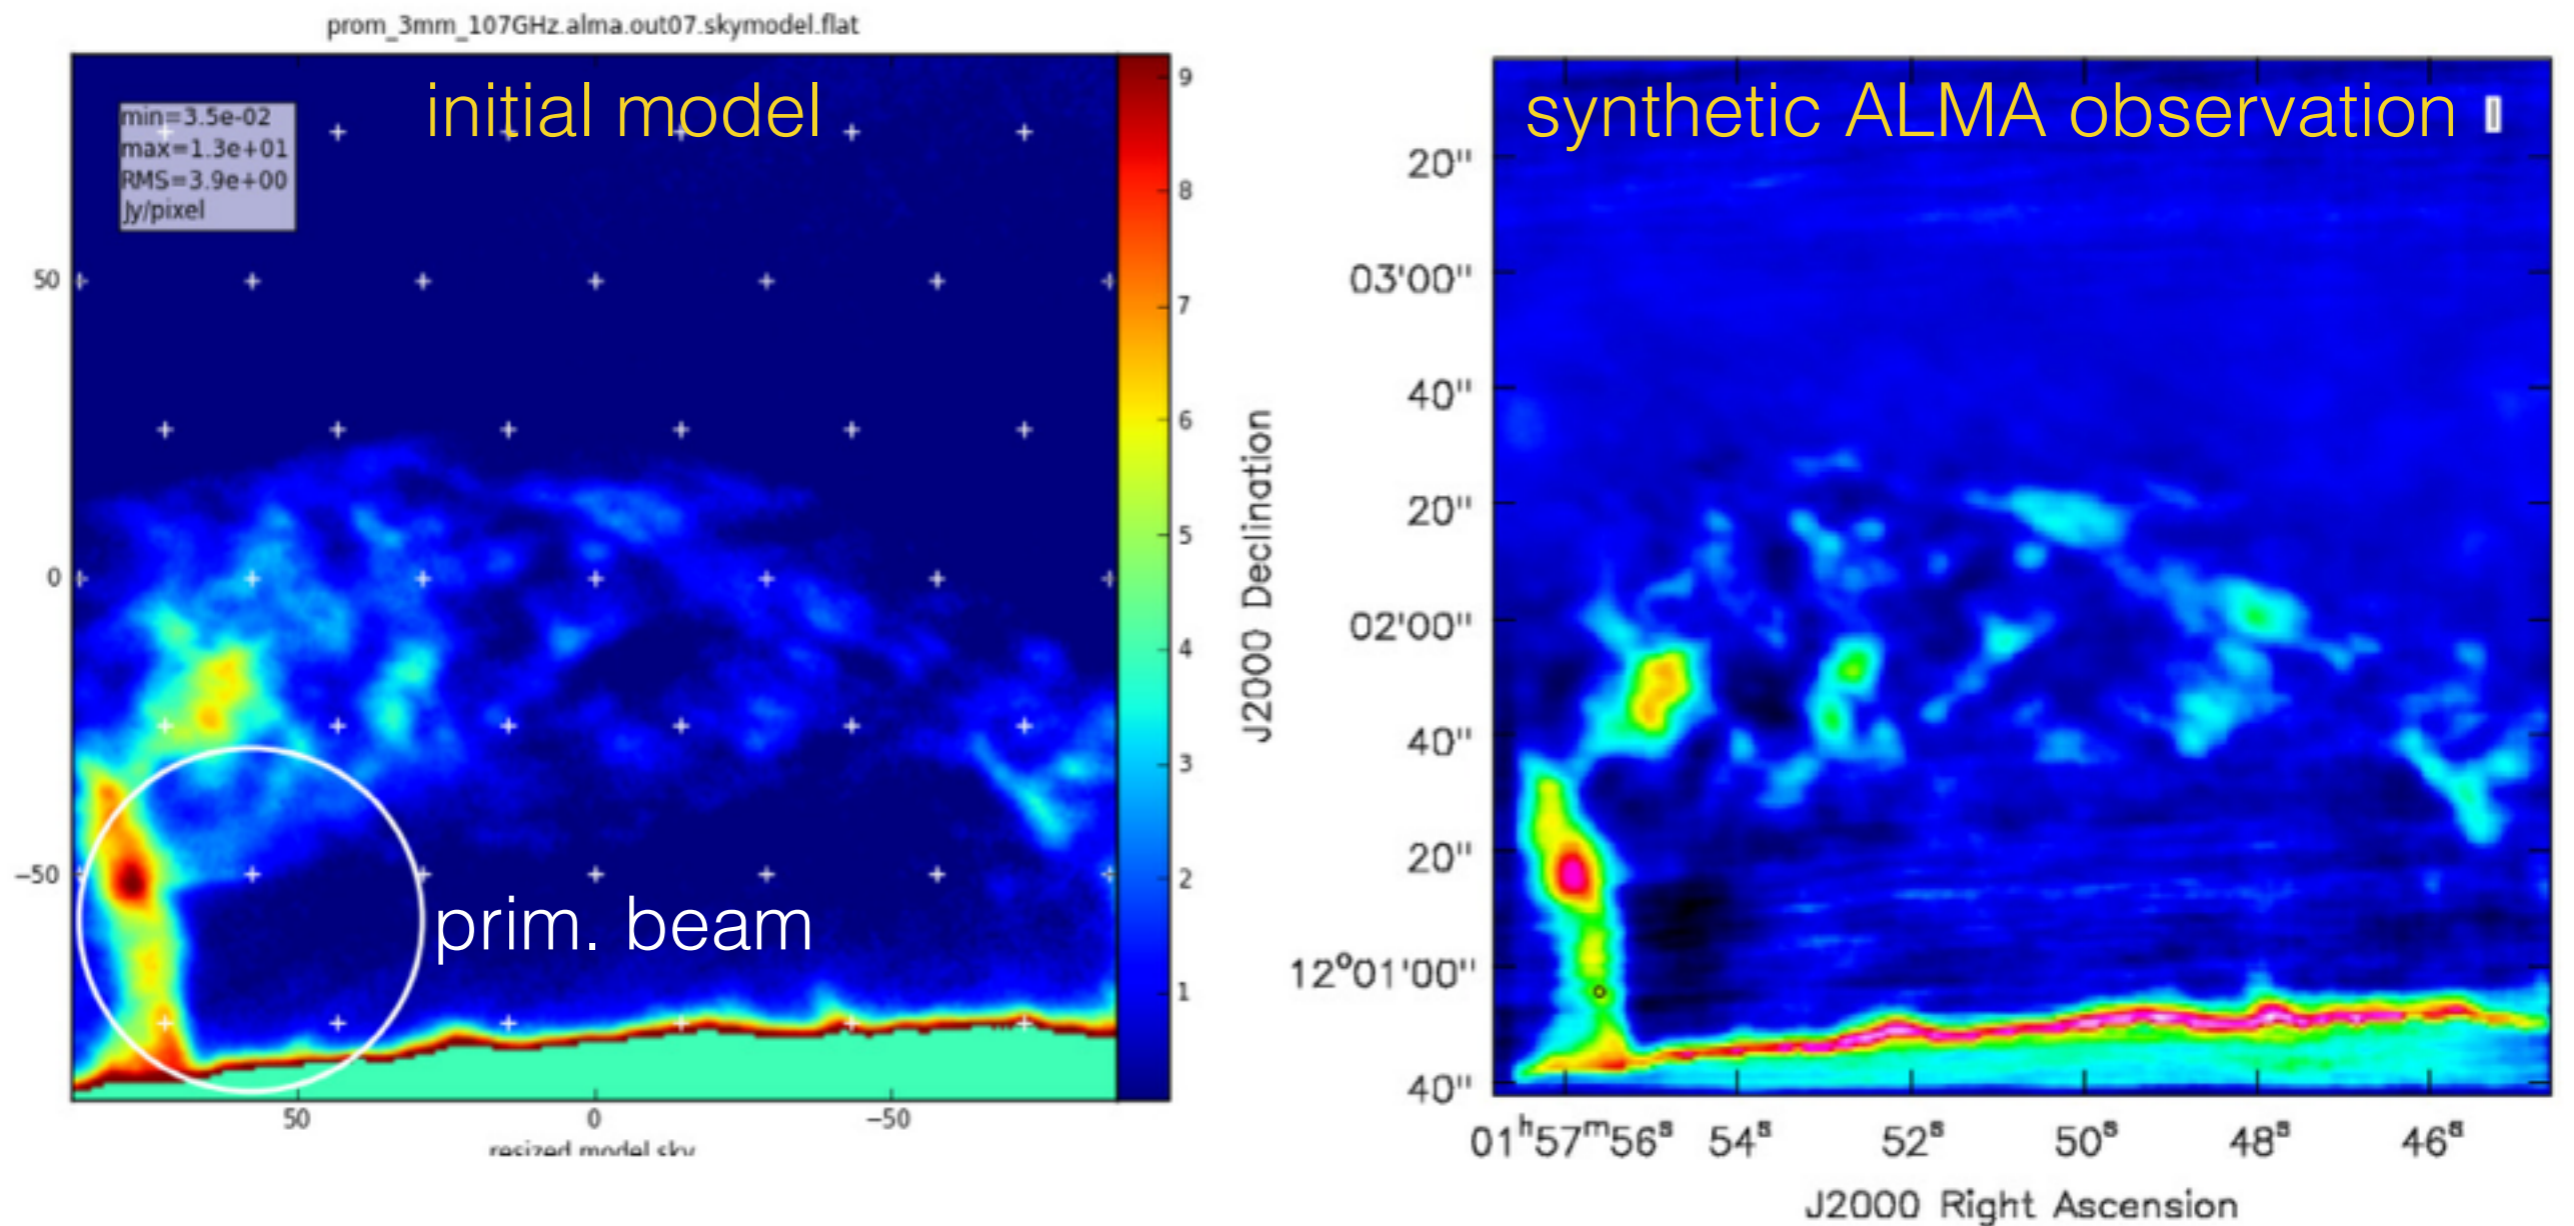 prom_3mm_107GHz.alma.out07.skymodel.flat
initial model
min=3.5e-02
max=1.3e+01
RMS=3.9e+00
Jy/pixel
prim. beam
50
0
−50
50
0
−50
resized model.sky
9
8
7
6
5
4
3
2
1
synthetic ALMA observation
J2000 Declination
20"
03'00"
40"
20"
02'00"
40"
20"
12°01'00"
40"
01ʰ57ᵐ56ˢ
54ˢ
52ˢ
50ˢ
48ˢ
46ˢ
J2000 Right Ascension